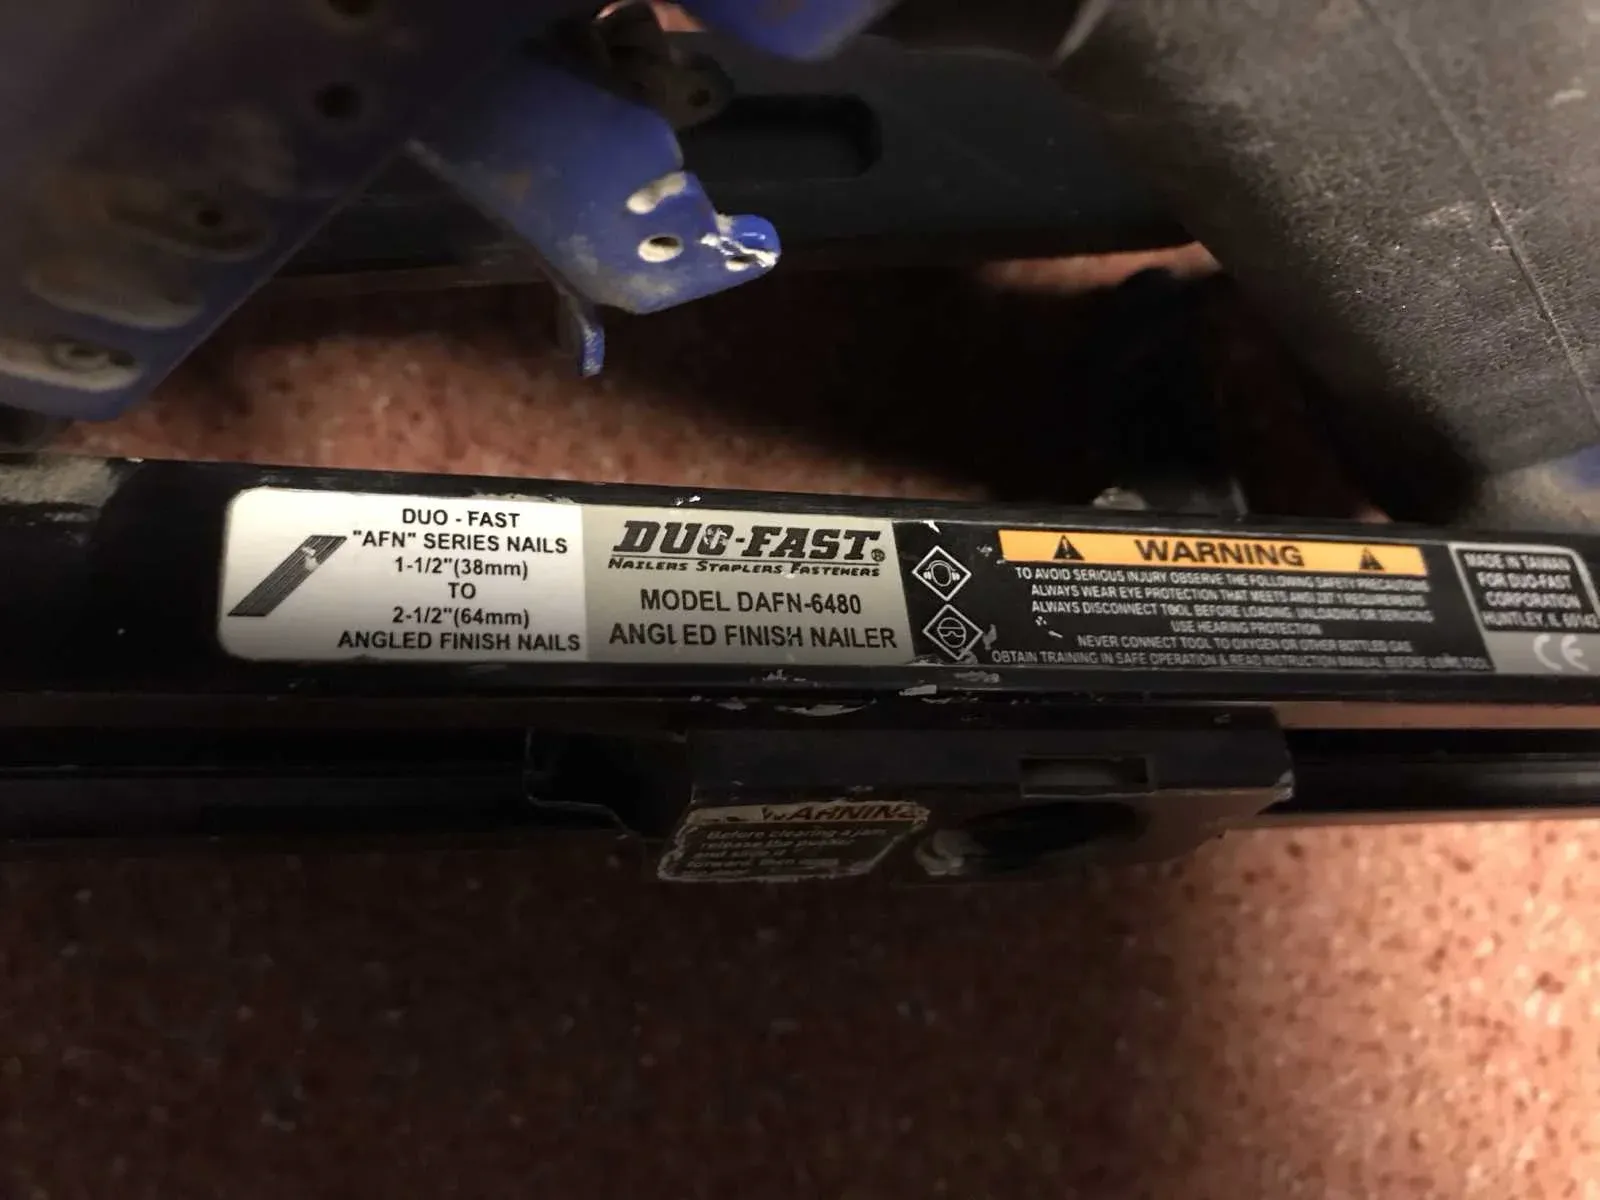 DUO - FAST
"AFN" SERIES NAILS
1-1/2"(38mm)
TO
2-1/2"(64mm)
ANGLED FINISH NAILS
DUO-FAST®
NAILERS STAPLERS FASTENERS
MODEL DAFN-6480
ANGLED FINISH NAILER
WARNING
TO AVOID SERIOUS INJURY OBSERVE THE FOLLOWING SAFETY PRECAUTIONS
ALWAYS WEAR EYE PROTECTION THAT MEETS ANSI Z87.1 REQUIREMENTS
ALWAYS DISCONNECT TOOL BEFORE LOADING, UNLOADING OR SERVICING
USE HEARING PROTECTION
NEVER CONNECT TOOL TO OXYGEN OR OTHER BOTTLED GAS
OBTAIN TRAINING IN SAFE OPERATION & READ INSTRUCTION MANUAL BEFORE USING TOOL
MADE IN TAIWAN
FOR DUO-FAST
CORPORATION
HUNTLEY, IL 60142
CE
WARNING
Before clearing a jam
release the pusher
and slide it
forward, then